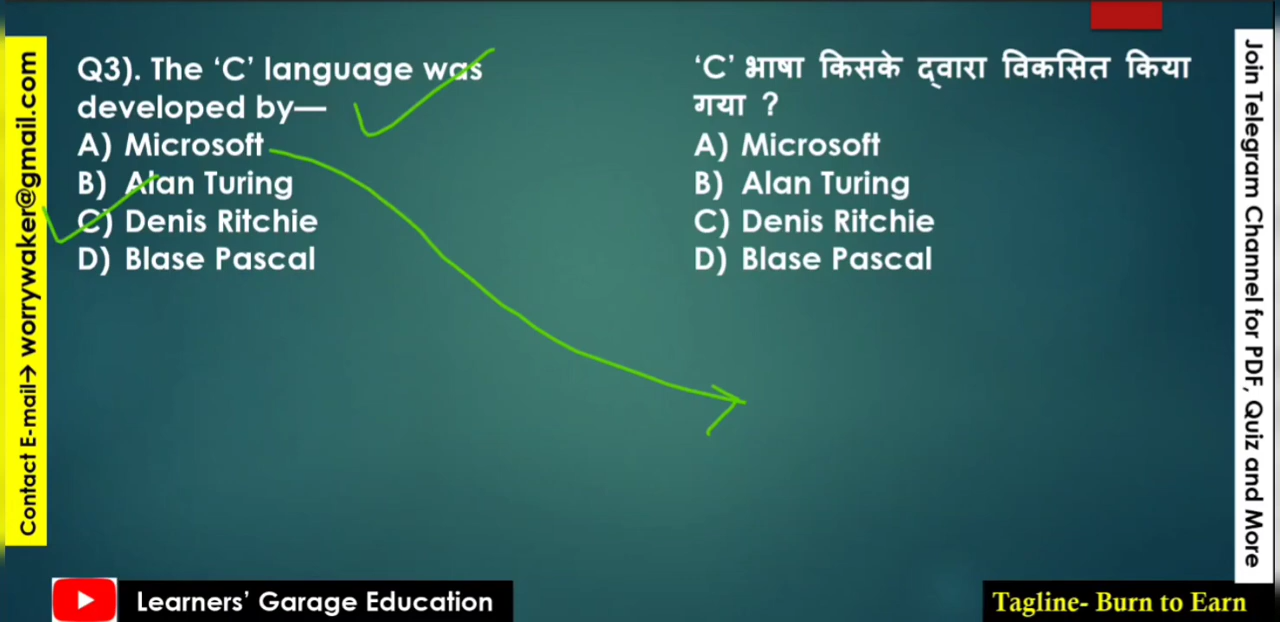 Contact E-mail→ worrywaker@gmail.com
Q3). The ‘C’ language was
developed by—
A) Microsoft
B) Alan Turing
C) Denis Ritchie
D) Blase Pascal
‘C’ भाषा किसके द्वारा विकसित किया
गया ?
A) Microsoft
B) Alan Turing
C) Denis Ritchie
D) Blase Pascal
Join Telegram Channel for PDF, Quiz and More
Learners’ Garage Education
Tagline- Burn to Earn